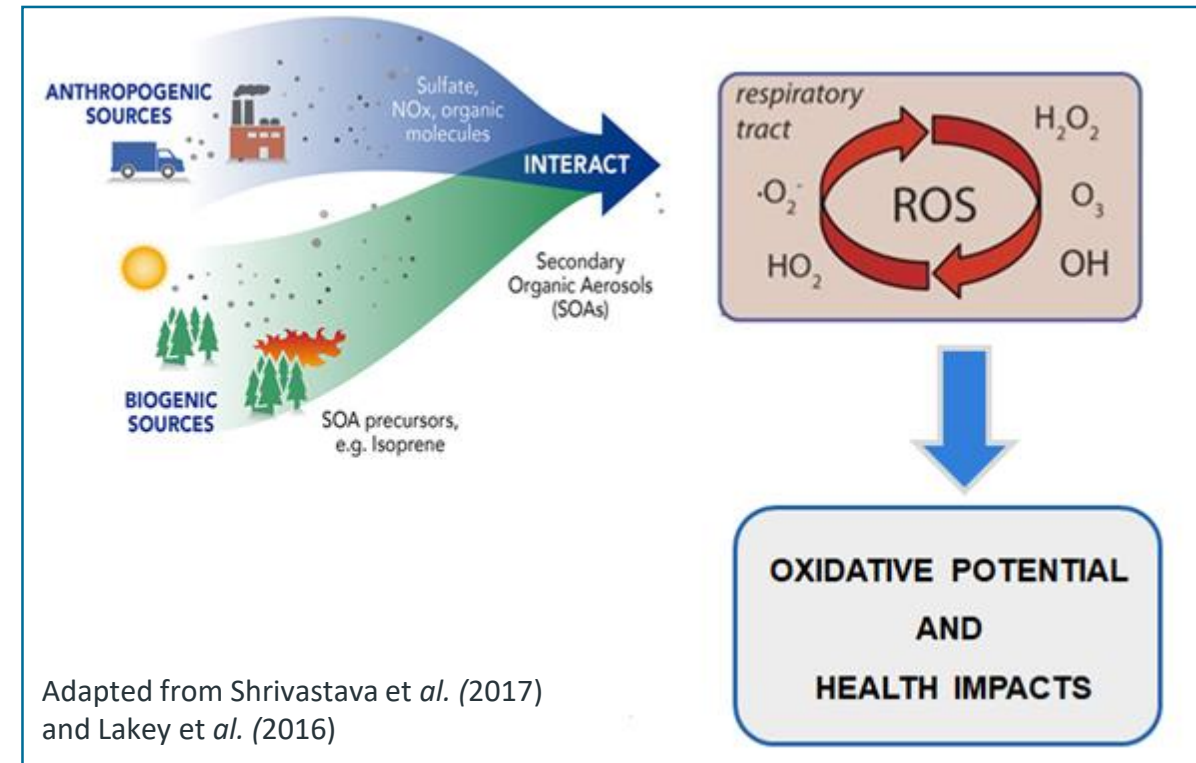 ANTHROPOGENIC
SOURCES
Sulfate,
NOx, organic
molecules
INTERACT
Secondary
Organic Aerosols
(SOAs)
BIOGENIC
SOURCES
SOA precursors,
e.g. Isoprene
respiratory
tract
H₂O₂
·O₂⁻
ROS
O₃
HO₂
OH
OXIDATIVE POTENTIAL
AND
HEALTH IMPACTS
Adapted from Shrivastava et al. (2017)
and Lakey et al. (2016)